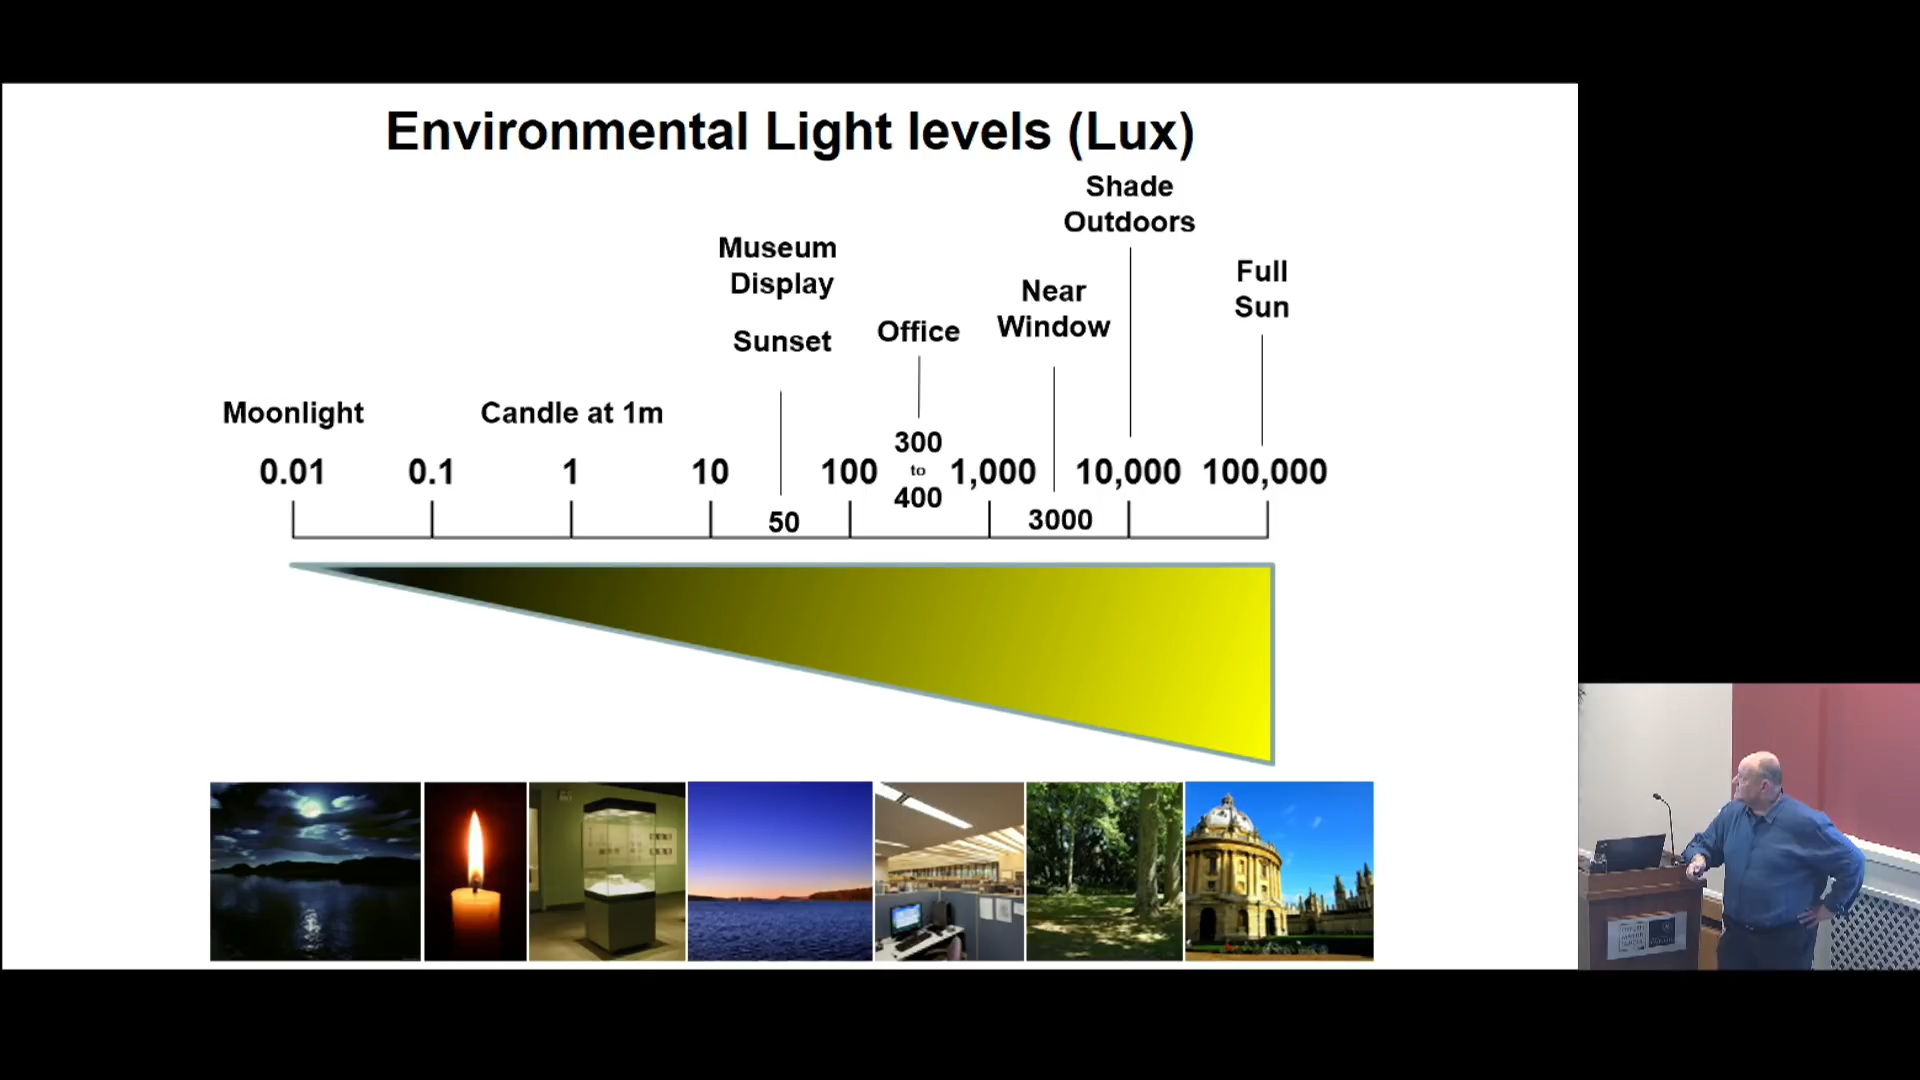 Environmental Light levels (Lux)
Shade
Outdoors
Museum
Display
Full
Sun
Near
Window
Sunset
Office
Moonlight
Candle at 1m
0.01
0.1
1
10
100
300
to
400
1,000
10,000
100,000
50
3000